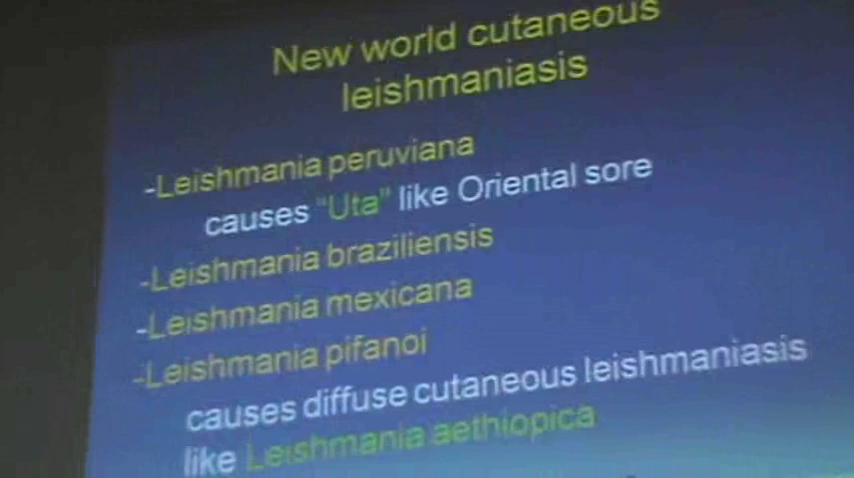 New world cutaneous
leishmaniasis
-Leishmania peruviana
causes "Uta" like Oriental sore
-Leishmania braziliensis
-Leishmania mexicana
-Leishmania pifanoi
causes diffuse cutaneous leishmaniasis
like Leishmania aethiopica